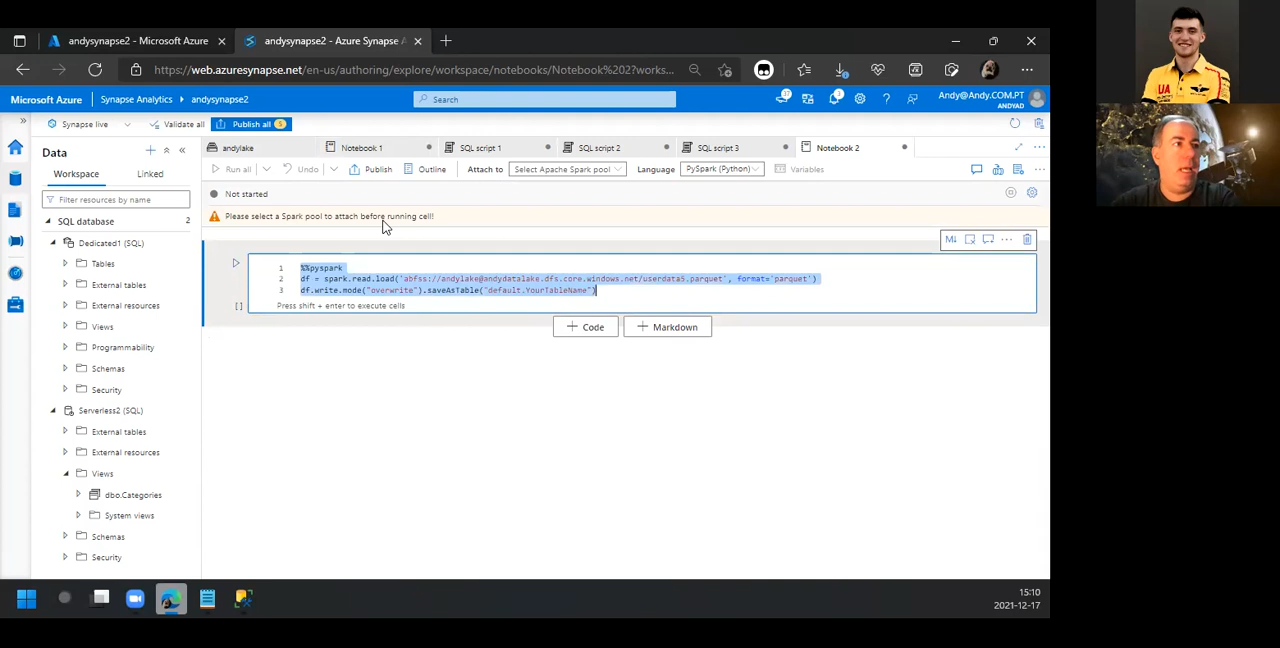 andysynapse2 - Microsoft Azure
andysynapse2 - Azure Synapse A
https://web.azuresynapse.net/en-us/authoring/explore/workspace/notebooks/Notebook%202?works...
Microsoft Azure
Synapse Analytics
andysynapse2
Search
37
1
Andy@Andy.COM.PT
ANDYAD
Synapse live
Validate all
Publish all
5
Data
andylake
Notebook 1
SQL script 1
SQL script 2
SQL script 3
Notebook 2
Workspace
Linked
Run all
Undo
Publish
Outline
Attach to
Select Apache Spark pool
Language
PySpark (Python)
Variables
Filter resources by name
Not started
SQL database
2
Please select a Spark pool to attach before running cell!
Dedicated1 (SQL)
Tables
External tables
External resources
Views
Programmability
Schemas
Security
Serverless2 (SQL)
External tables
External resources
Views
dbo.Categories
System views
Schemas
Security
M↓
1 %%pyspark
2 df = spark.read.load('abfss://andylake@andydatalake.dfs.core.windows.net/userdata5.parquet', format='parquet')
3 df.write.mode("overwrite").saveAsTable("default.YourTableName")
[ ]
Press shift + enter to execute cells
+ Code
+ Markdown
UA
15:10
2021-12-17